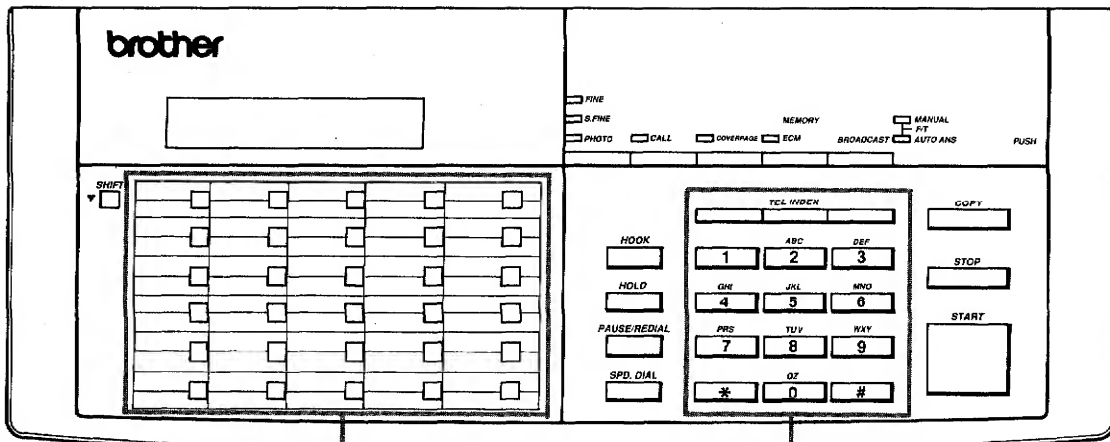 brother
FINE
S.FINE
PHOTO CALL COVERPAGE ECM MEMORY BROADCAST MANUAL F/T AUTO ANS PUSH
SHIFT
TEL INDEX
COPY
HOOK
1 ABC 2 DEF 3
STOP
HOLD
GHI 4 JKL 5 MNO 6
PAUSE/REDIAL
PRS 7 TUV 8 WXY 9
START
SPD. DIAL
* OZ 0 #